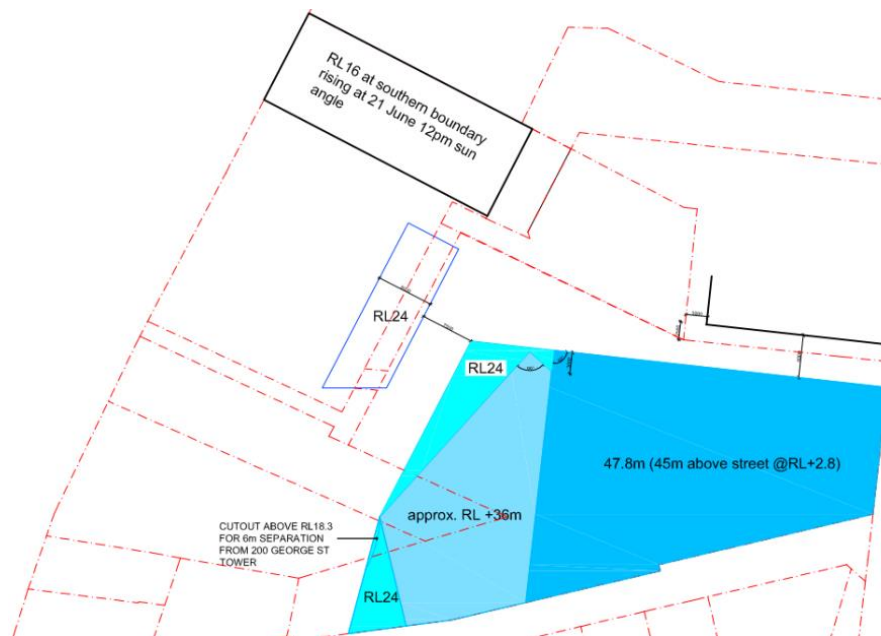 RL16 at southern boundary
rising at 21 June 12pm sun
angle
RL24
RL24
47.8m (45m above street @RL+2.8)
approx. RL +36m
CUTOUT ABOVE RL18.3
FOR 6m SEPARATION
FROM 200 GEORGE ST
TOWER
RL24